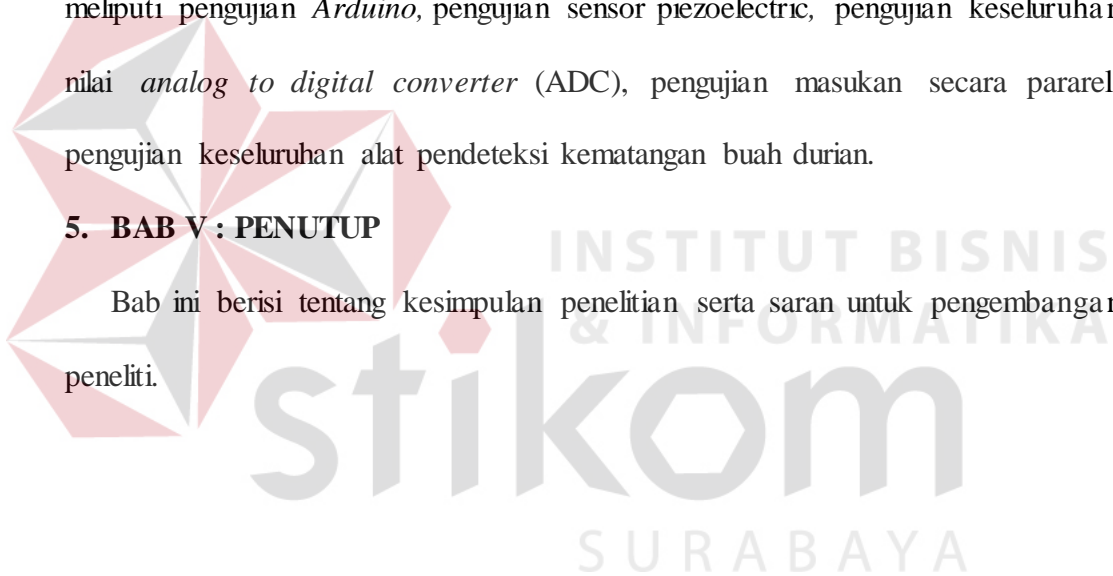 meliputi pengujian Arduino, pengujian sensor piezoelectric, pengujian keseluruhan
nilai analog to digital converter (ADC), pengujian masukan secara pararel
pengujian keseluruhan alat pendeteksi kematangan buah durian.
5. BAB V : PENUTUP
Bab ini berisi tentang kesimpulan penelitian serta saran untuk pengembangan
peneliti.
INSTITUT BISNIS
& INFORMATIKA
stikom
SURABAYA